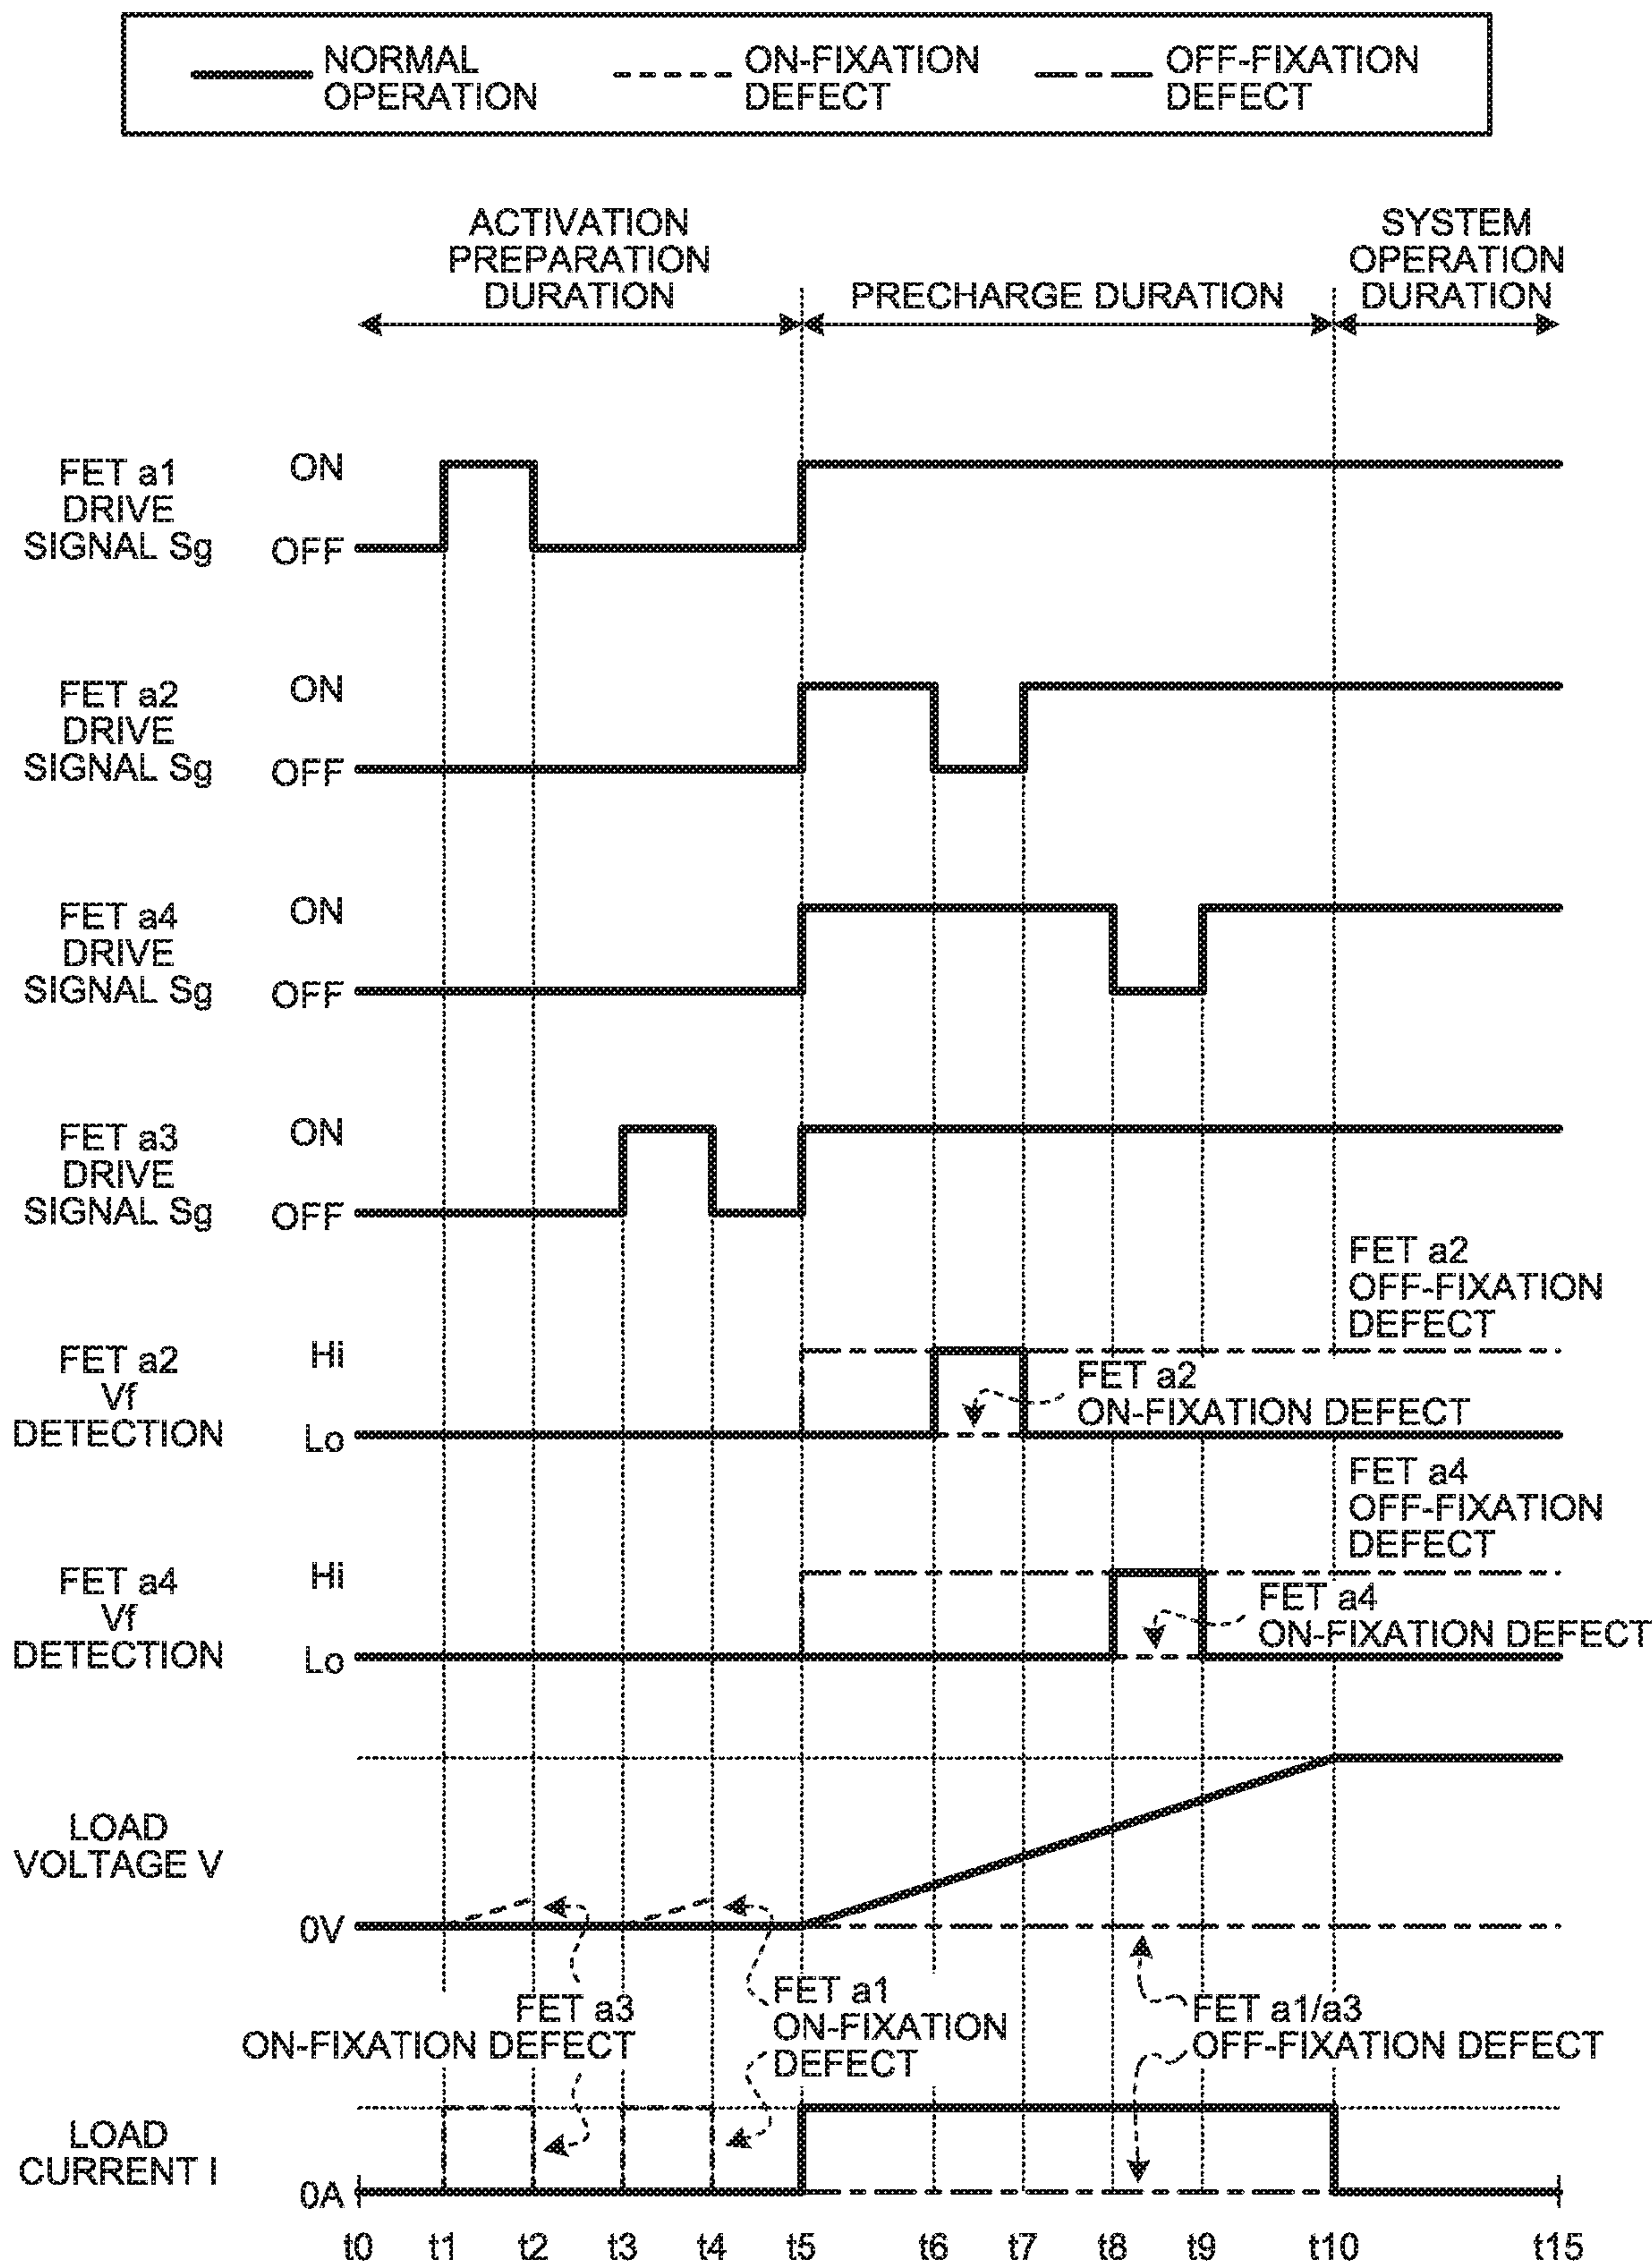 NORMAL
OPERATION
ON-FIXATION
DEFECT
OFF-FIXATION
DEFECT
ACTIVATION
PREPARATION
DURATION
PRECHARGE DURATION
SYSTEM
OPERATION
DURATION
FET a1
DRIVE
SIGNAL Sg
ON
OFF
FET a2
DRIVE
SIGNAL Sg
ON
OFF
FET a4
DRIVE
SIGNAL Sg
ON
OFF
FET a3
DRIVE
SIGNAL Sg
ON
OFF
FET a2
OFF-FIXATION
DEFECT
FET a2
Vf
DETECTION
Hi
Lo
FET a2
ON-FIXATION DEFECT
FET a4
OFF-FIXATION
DEFECT
FET a4
Vf
DETECTION
Hi
Lo
FET a4
ON-FIXATION DEFECT
LOAD
VOLTAGE V
0V
FET a3
ON-FIXATION DEFECT
FET a1
ON-FIXATION
DEFECT
FET a1/a3
OFF-FIXATION DEFECT
LOAD
CURRENT I
0A
t0 t1 t2 t3 t4 t5 t6 t7 t8 t9 t10 t15